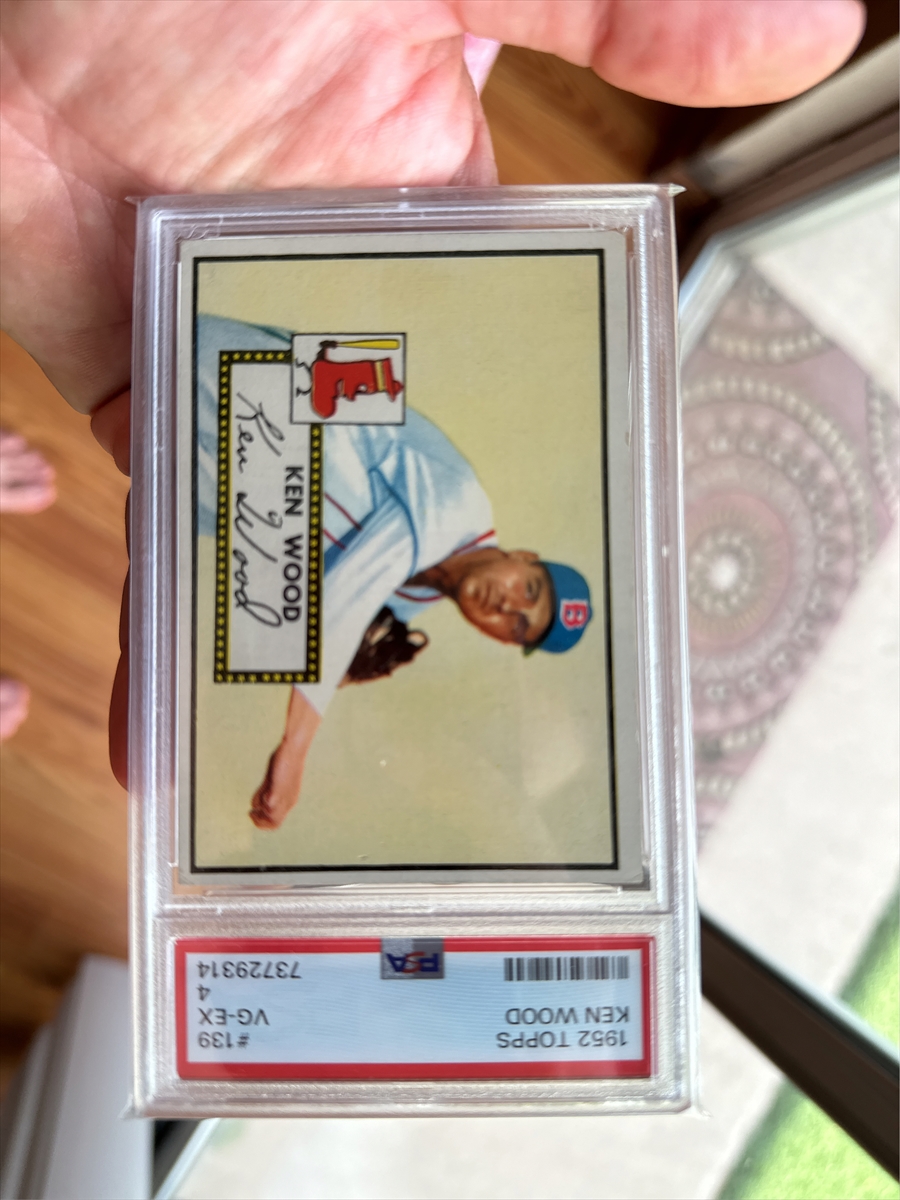 1952 TOPPS #139
KEN WOOD VG-EX
4
PSA 73729314
B
KEN WOOD
Ken Wood